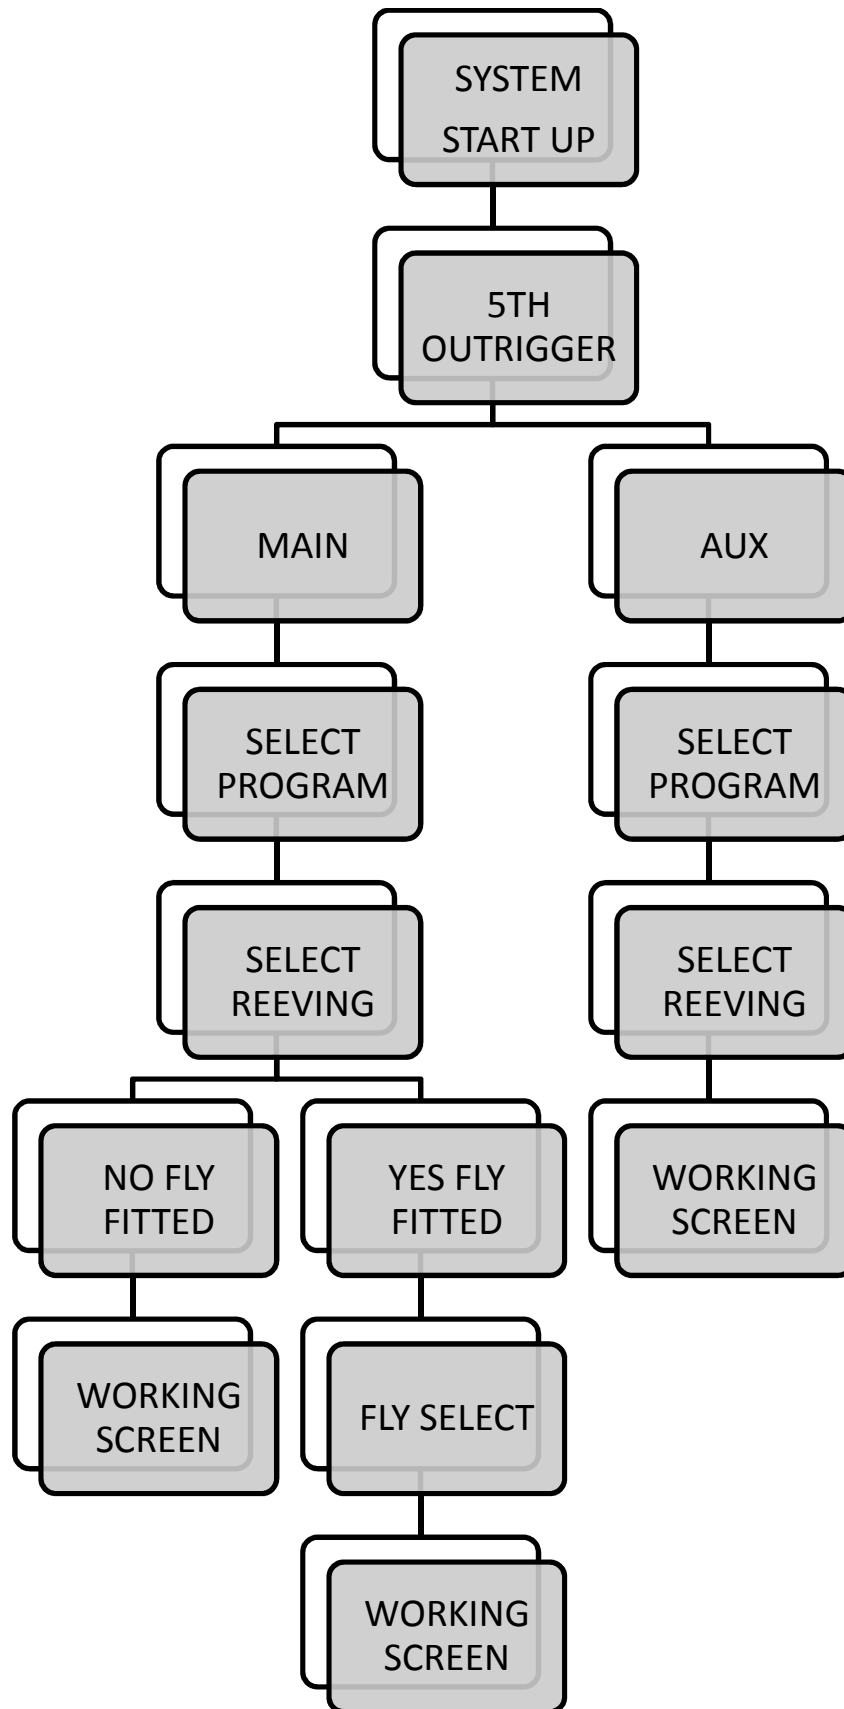 SYSTEM
START UP
5TH
OUTRIGGER
MAIN
AUX
SELECT
PROGRAM
SELECT
PROGRAM
SELECT
REEVING
SELECT
REEVING
NO FLY
FITTED
YES FLY
FITTED
WORKING
SCREEN
WORKING
SCREEN
FLY SELECT
WORKING
SCREEN